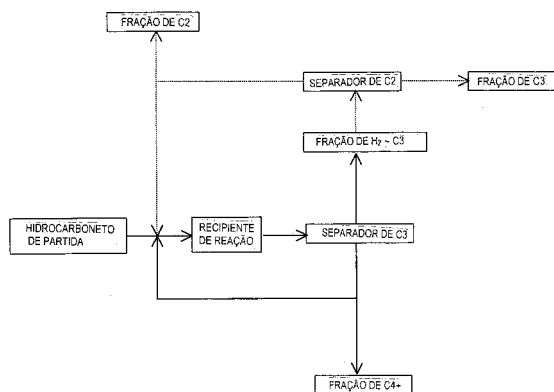 FRAÇÃO DE C2
SEPARADOR DE C2
FRAÇÃO DE C3
FRAÇÃO DE H2 ~ C3
HIDROCARBONETO
DE PARTIDA
RECIPIENTE
DE REAÇÃO
SEPARADOR DE C3
FRAÇÃO DE C4+